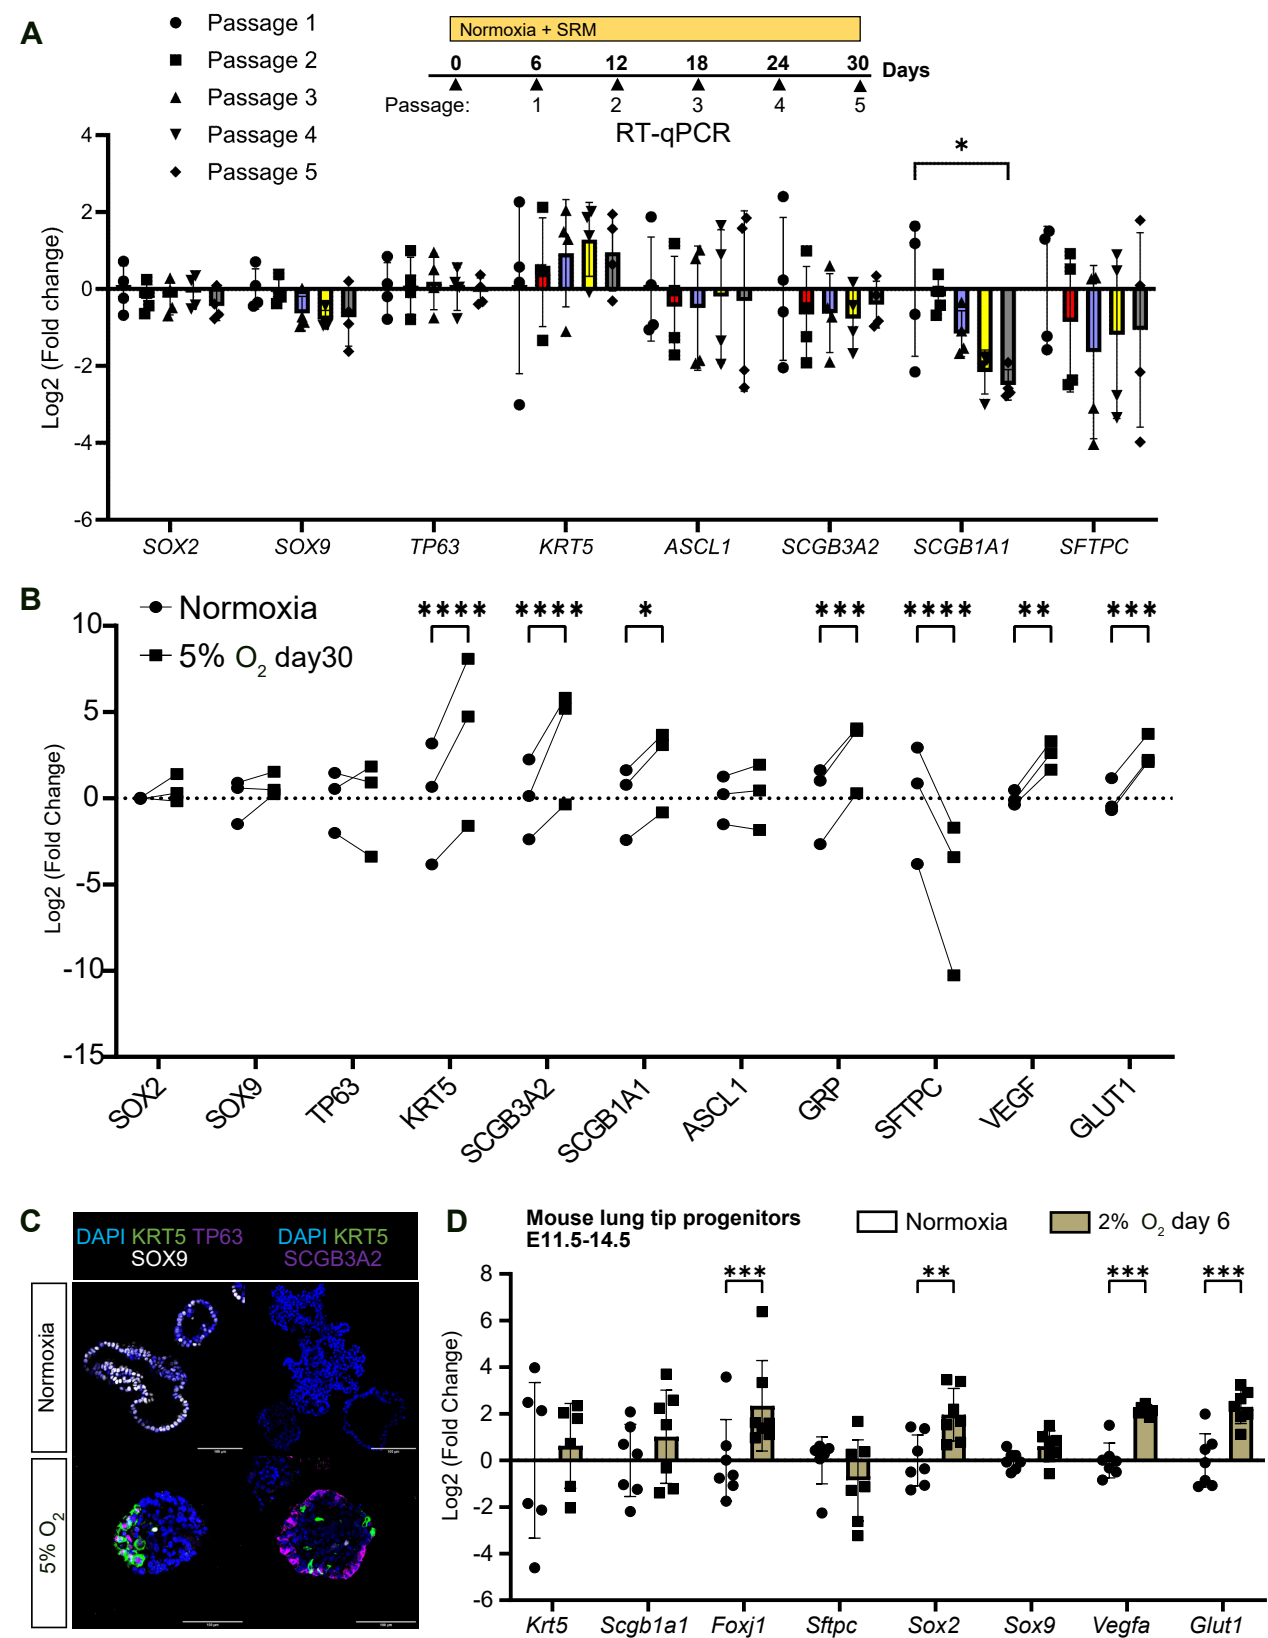 A
Passage 1
Passage 2
Passage 3
Passage 4
Passage 5
Normoxia + SRM
0 6 12 18 24 30 Days
Passage: 1 2 3 4 5
RT-qPCR
*
Log2 (Fold change)
4
2
0
-2
-4
-6
SOX2 SOX9 TP63 KRT5 ASCL1 SCGB3A2 SCGB1A1 SFTPC
B
Normoxia
5% O2 day30
**** **** * *** **** ** ***
Log2 (Fold Change)
10
5
0
-5
-10
-15
SOX2 SOX9 TP63 KRT5 SCGB3A2 SCGB1A1 ASCL1 GRP SFTPC VEGF GLUT1
C
DAPI KRT5 TP63
SOX9
DAPI KRT5
SCGB3A2
Normoxia
5% O2
D
Mouse lung tip progenitors
E11.5-14.5
Normoxia
2% O2 day 6
*** ** *** ***
Log2 (Fold Change)
8
6
4
2
0
-2
-4
-6
Krt5 Scgb1a1 Foxj1 Sftpc Sox2 Sox9 Vegfa Glut1